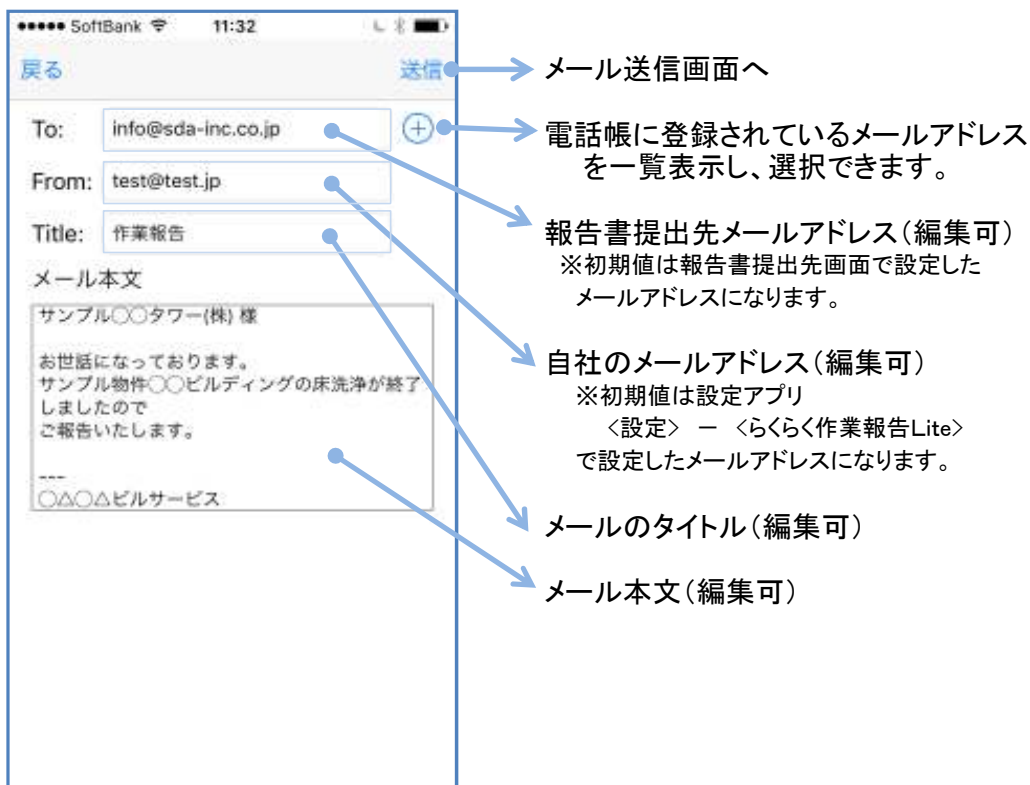 SoftBank 11:32
戻る 送信
To: info@sda-inc.co.jp
From: test@test.jp
Title: 作業報告
メール本文
サンプル○○タワー(株) 様
お世話になっております。
サンプル物件○○ビルディングの床洗浄が終了
しましたので
ご報告いたします。
---
○△○△ビルサービス
メール送信画面へ
電話帳に登録されているメールアドレス
を一覧表示し、選択できます。
報告書提出先メールアドレス(編集可)
※初期値は報告書提出先画面で設定した
メールアドレスになります。
自社のメールアドレス(編集可)
※初期値は設定アプリ
<設定> － <らくらく作業報告Lite>
で設定したメールアドレスになります。
メールのタイトル(編集可)
メール本文(編集可)